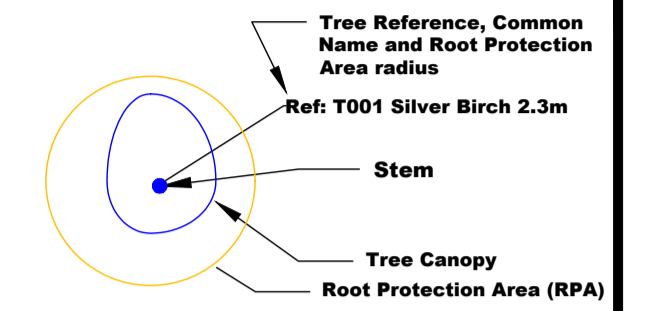 Tree Reference, Common
Name and Root Protection
Area radius
Ref: T001 Silver Birch 2.3m
Stem
Tree Canopy
Root Protection Area (RPA)